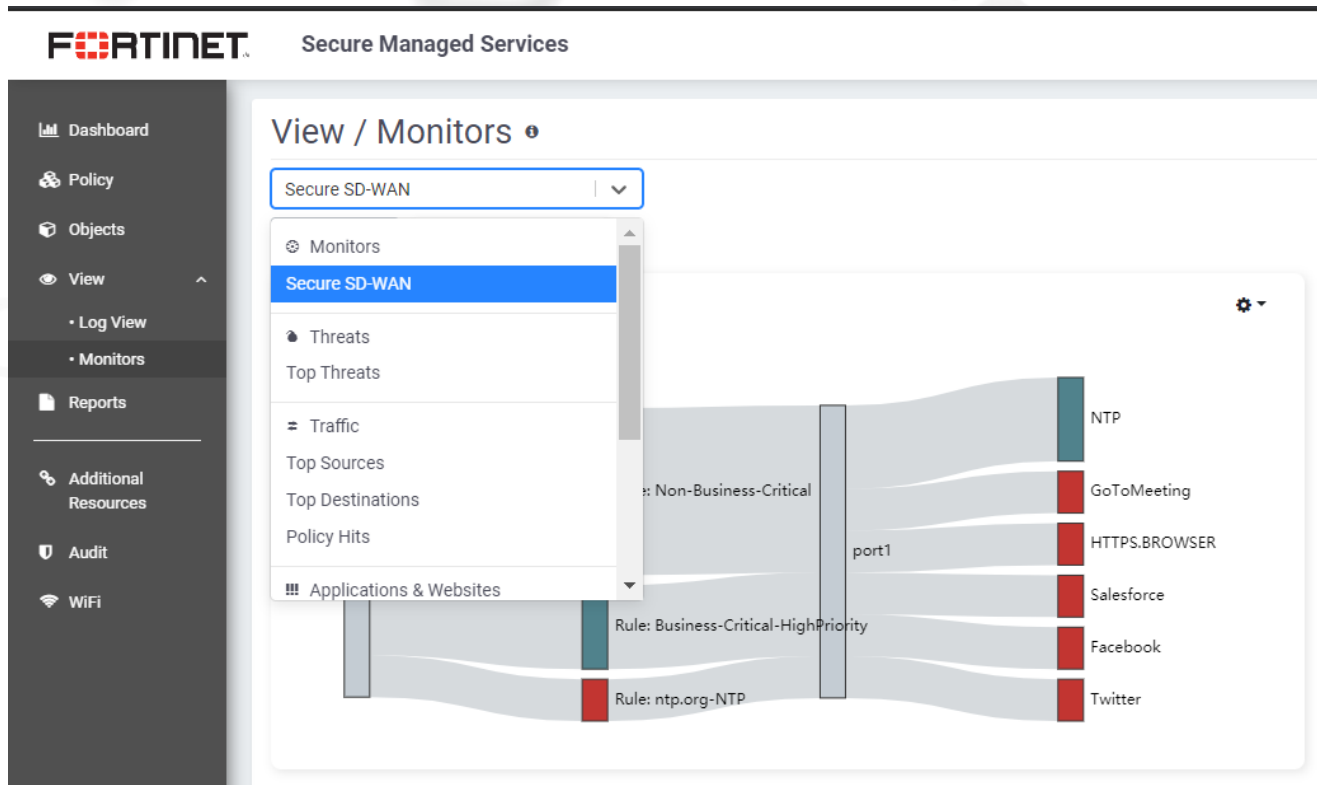 FORTINET
Secure Managed Services
Dashboard
Policy
Objects
View
• Log View
• Monitors
Reports
Additional
Resources
Audit
WiFi
View / Monitors
Secure SD-WAN
Monitors
Secure SD-WAN
Threats
Top Threats
Traffic
Top Sources
Top Destinations
Policy Hits
Applications & Websites
e: Non-Business-Critical
Rule: Business-Critical-HighPriority
Rule: ntp.org-NTP
port1
NTP
GoToMeeting
HTTPS.BROWSER
Salesforce
Facebook
Twitter